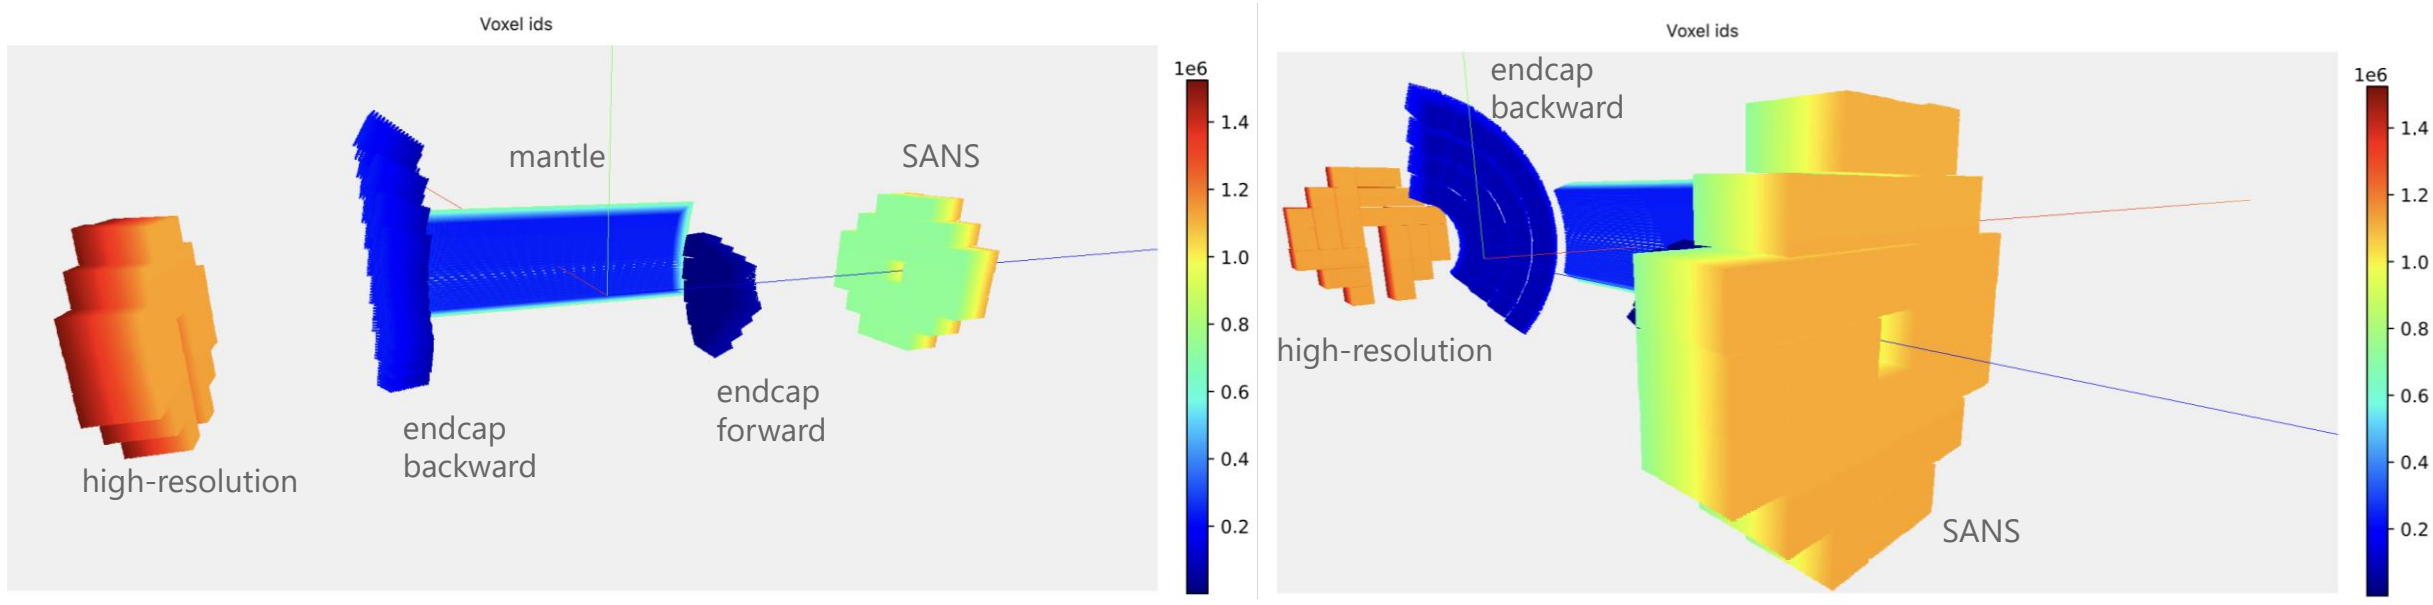 Voxel ids
1e6
mantle
SANS
endcap
forward
endcap
backward
high-resolution
1.4
1.2
1.0
0.8
0.6
0.4
0.2
Voxel ids
1e6
endcap
backward
high-resolution
SANS
1.4
1.2
1.0
0.8
0.6
0.4
0.2